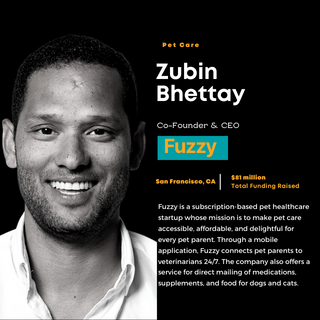 Pet Care
Zubin
Bhettay
Co-Founder & CEO
Fuzzy
San Francisco, CA
$81 million
Total Funding Raised
Fuzzy is a subscription-based pet healthcare
startup whose mission is to make pet care
accessible, affordable, and delightful for
every pet parent. Through a mobile
application, Fuzzy connects pet parents to
veterinarians 24/7. The company also offers a
service for direct mailing of medications,
supplements, and food for dogs and cats.